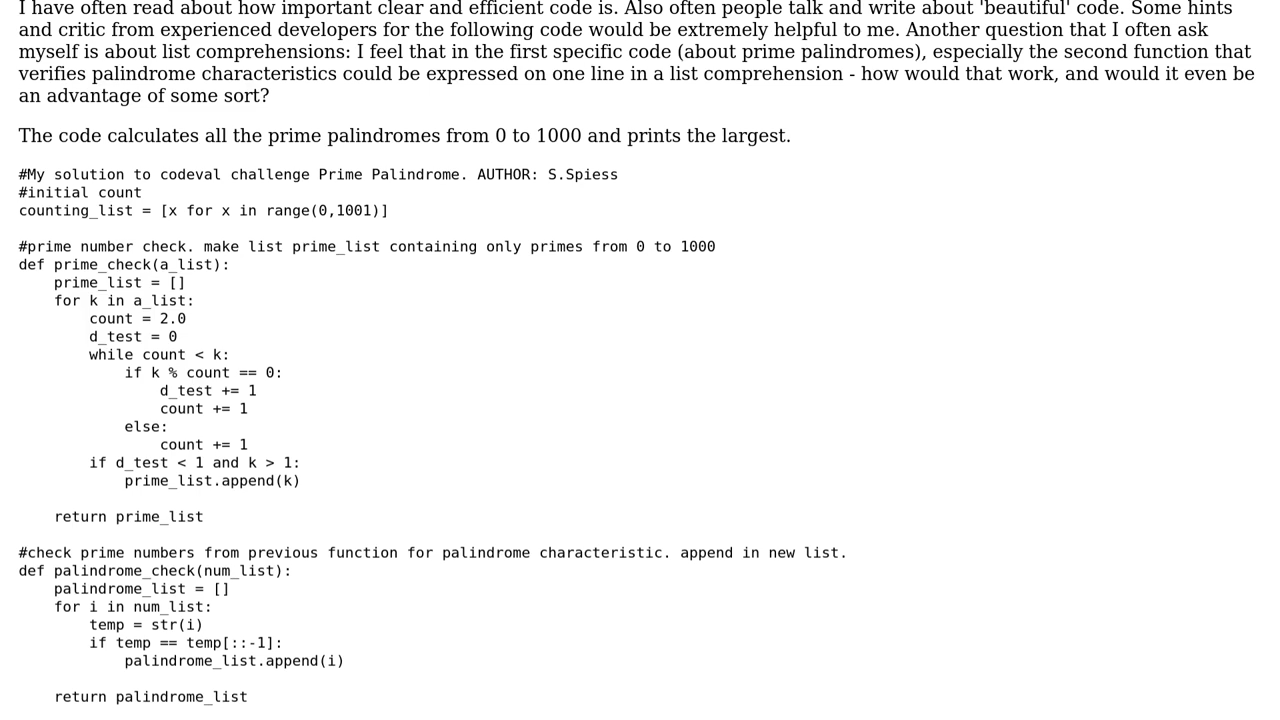 I have often read about how important clear and efficient code is. Also often people talk and write about 'beautiful' code. Some hints
and critic from experienced developers for the following code would be extremely helpful to me. Another question that I often ask
myself is about list comprehensions: I feel that in the first specific code (about prime palindromes), especially the second function that
verifies palindrome characteristics could be expressed on one line in a list comprehension - how would that work, and would it even be
an advantage of some sort?
The code calculates all the prime palindromes from 0 to 1000 and prints the largest.
#My solution to codeval challenge Prime Palindrome. AUTHOR: S.Spiess
#initial count
counting_list = [x for x in range(0,1001)]
#prime number check. make list prime_list containing only primes from 0 to 1000
def prime_check(a_list):
    prime_list = []
    for k in a_list:
        count = 2.0
        d_test = 0
        while count < k:
            if k % count == 0:
                d_test += 1
                count += 1
            else:
                count += 1
        if d_test < 1 and k > 1:
            prime_list.append(k)
    return prime_list
#check prime numbers from previous function for palindrome characteristic. append in new list.
def palindrome_check(num_list):
    palindrome_list = []
    for i in num_list:
        temp = str(i)
        if temp == temp[::-1]:
            palindrome_list.append(i)
    return palindrome_list